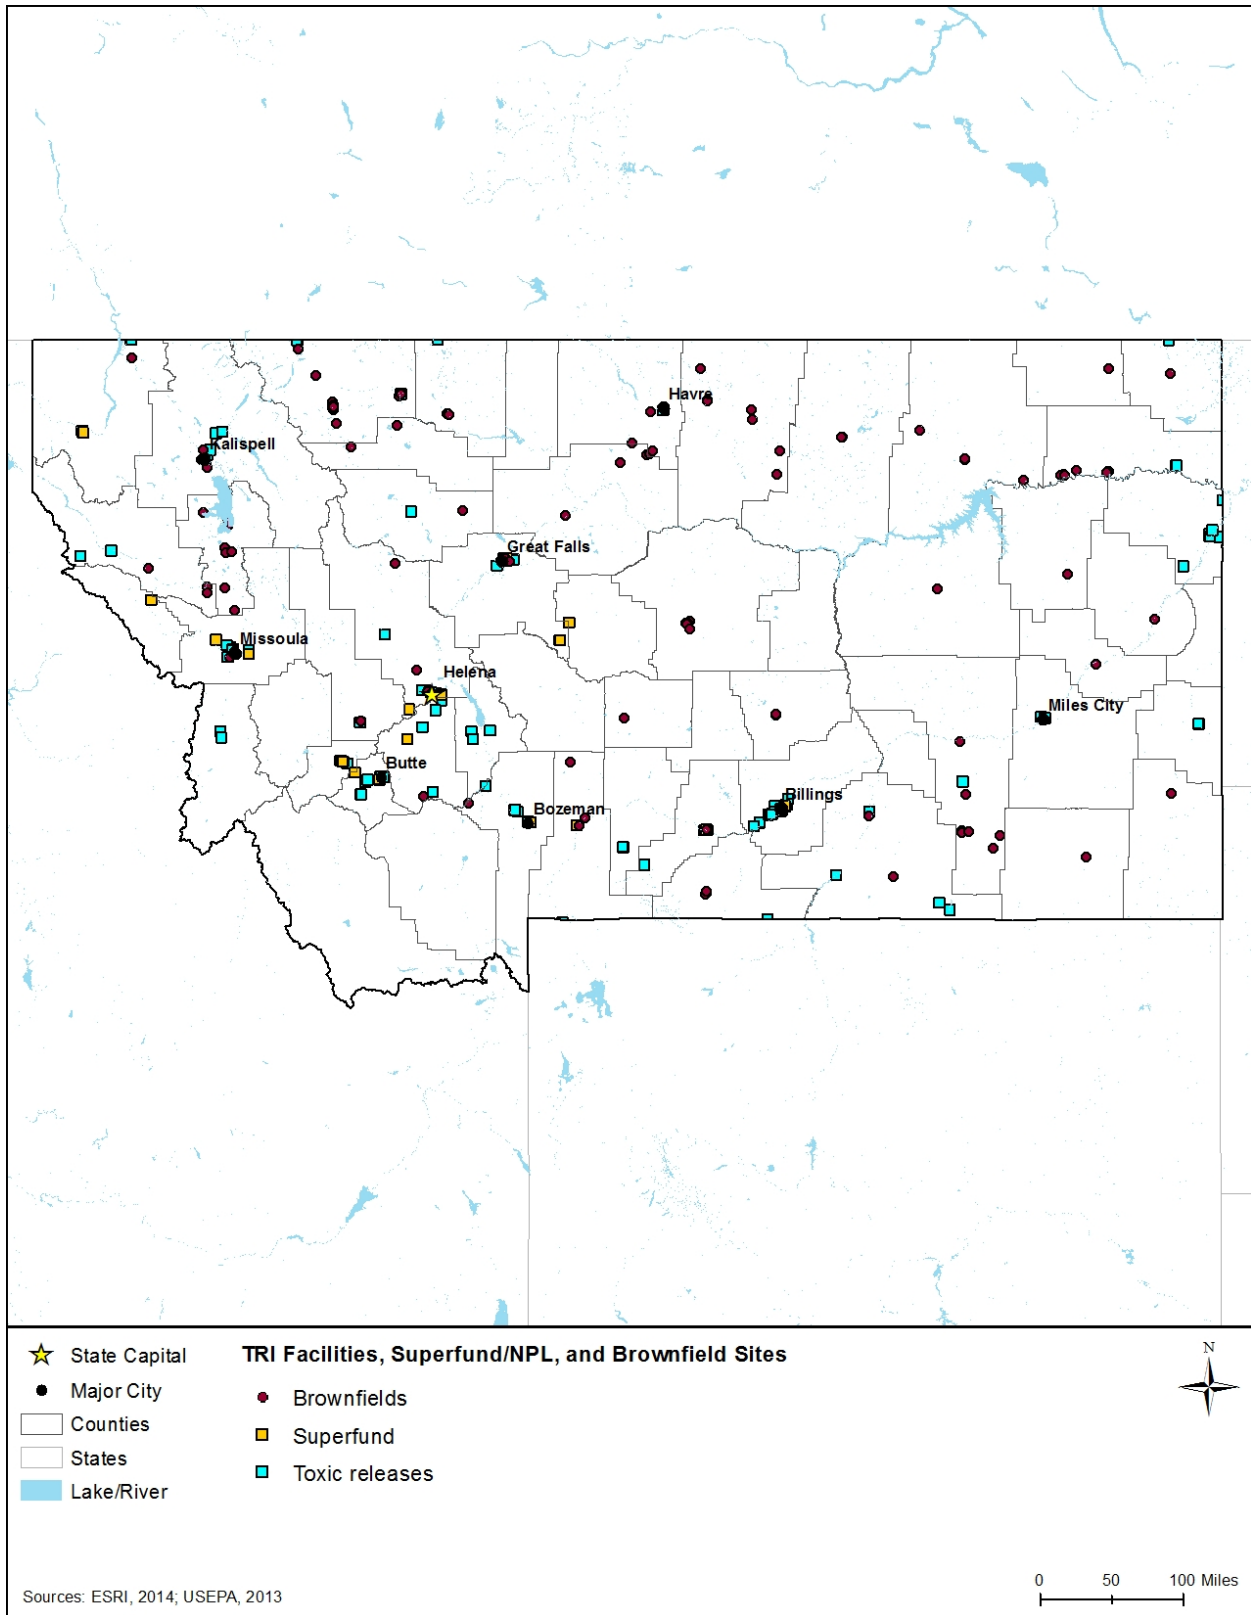 Havre
Kalispell
Great Falls
Missoula
Helena
Miles City
Butte
Billings
Bozeman
State Capital
Major City
Counties
States
Lake/River
TRI Facilities, Superfund/NPL, and Brownfield Sites
Brownfields
Superfund
Toxic releases
N
Sources: ESRI, 2014; USEPA, 2013
0 50 100 Miles